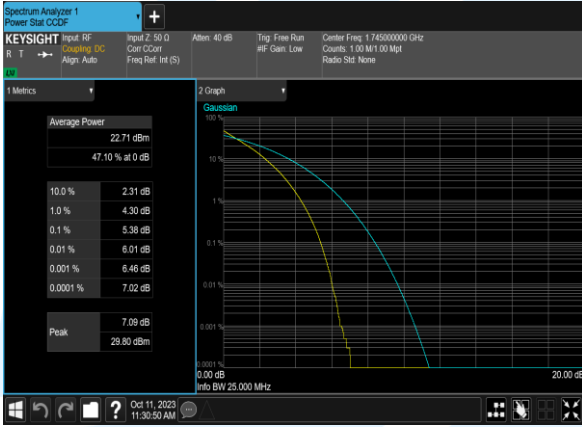 Spectrum Analyzer 1
Power Stat CCDF
+
KEYSIGHT
R T
LV
Input: RF
Coupling: DC
Align: Auto
Input Z: 50 Ω
Corr CCorr
Freq Ref: Int (S)
Atten: 40 dB
Trig: Free Run
#IF Gain: Low
Center Freq: 1.745000000 GHz
Counts: 1.00 M/1.00 Mpt
Radio Std: None
1 Metrics
Average Power
22.71 dBm
47.10 % at 0 dB
10.0 % 2.31 dB
1.0 % 4.30 dB
0.1 % 5.38 dB
0.01 % 6.01 dB
0.001 % 6.46 dB
0.0001 % 7.02 dB
Peak
7.09 dB
29.80 dBm
2 Graph
Gaussian
100 %
10 %
1 %
0.1 %
0.01 %
0.001 %
0.0001 %
0.00 dB
20.00 dB
Info BW 25.000 MHz
?
Oct 11, 2023
11:30:50 AM